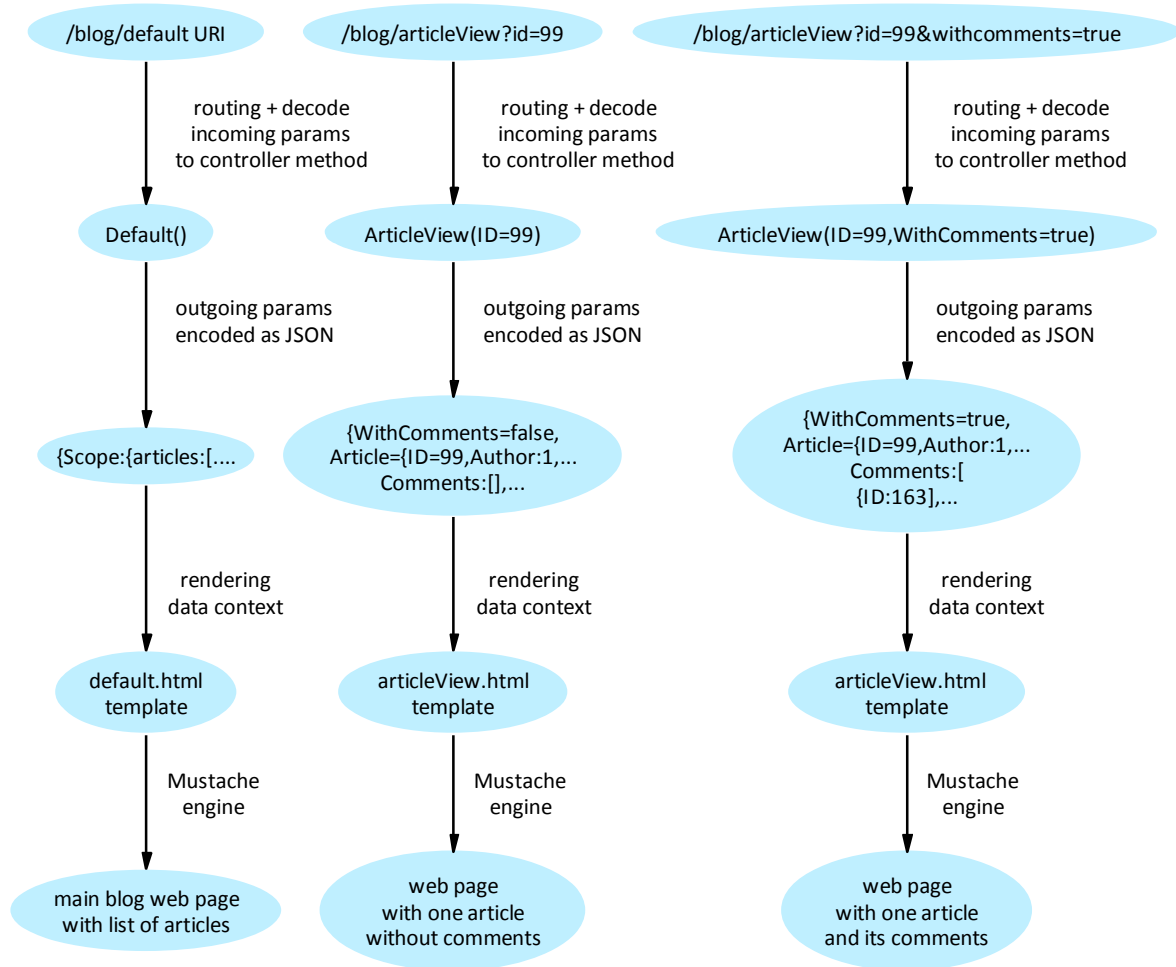 /blog/default URI
/blog/articleView?id=99
/blog/articleView?id=99&withcomments=true
routing + decode
incoming params
to controller method
routing + decode
incoming params
to controller method
routing + decode
incoming params
to controller method
Default()
ArticleView(ID=99)
ArticleView(ID=99,WithComments=true)
outgoing params
encoded as JSON
outgoing params
encoded as JSON
outgoing params
encoded as JSON
{Scope:{articles:[....
{WithComments=false,
Article={ID=99,Author:1,...
Comments:[],...
{WithComments=true,
Article={ID=99,Author:1,...
Comments:[
{ID:163],...
rendering
data context
rendering
data context
rendering
data context
default.html
template
articleView.html
template
articleView.html
template
Mustache
engine
Mustache
engine
Mustache
engine
main blog web page
with list of articles
web page
with one article
without comments
web page
with one article
and its comments